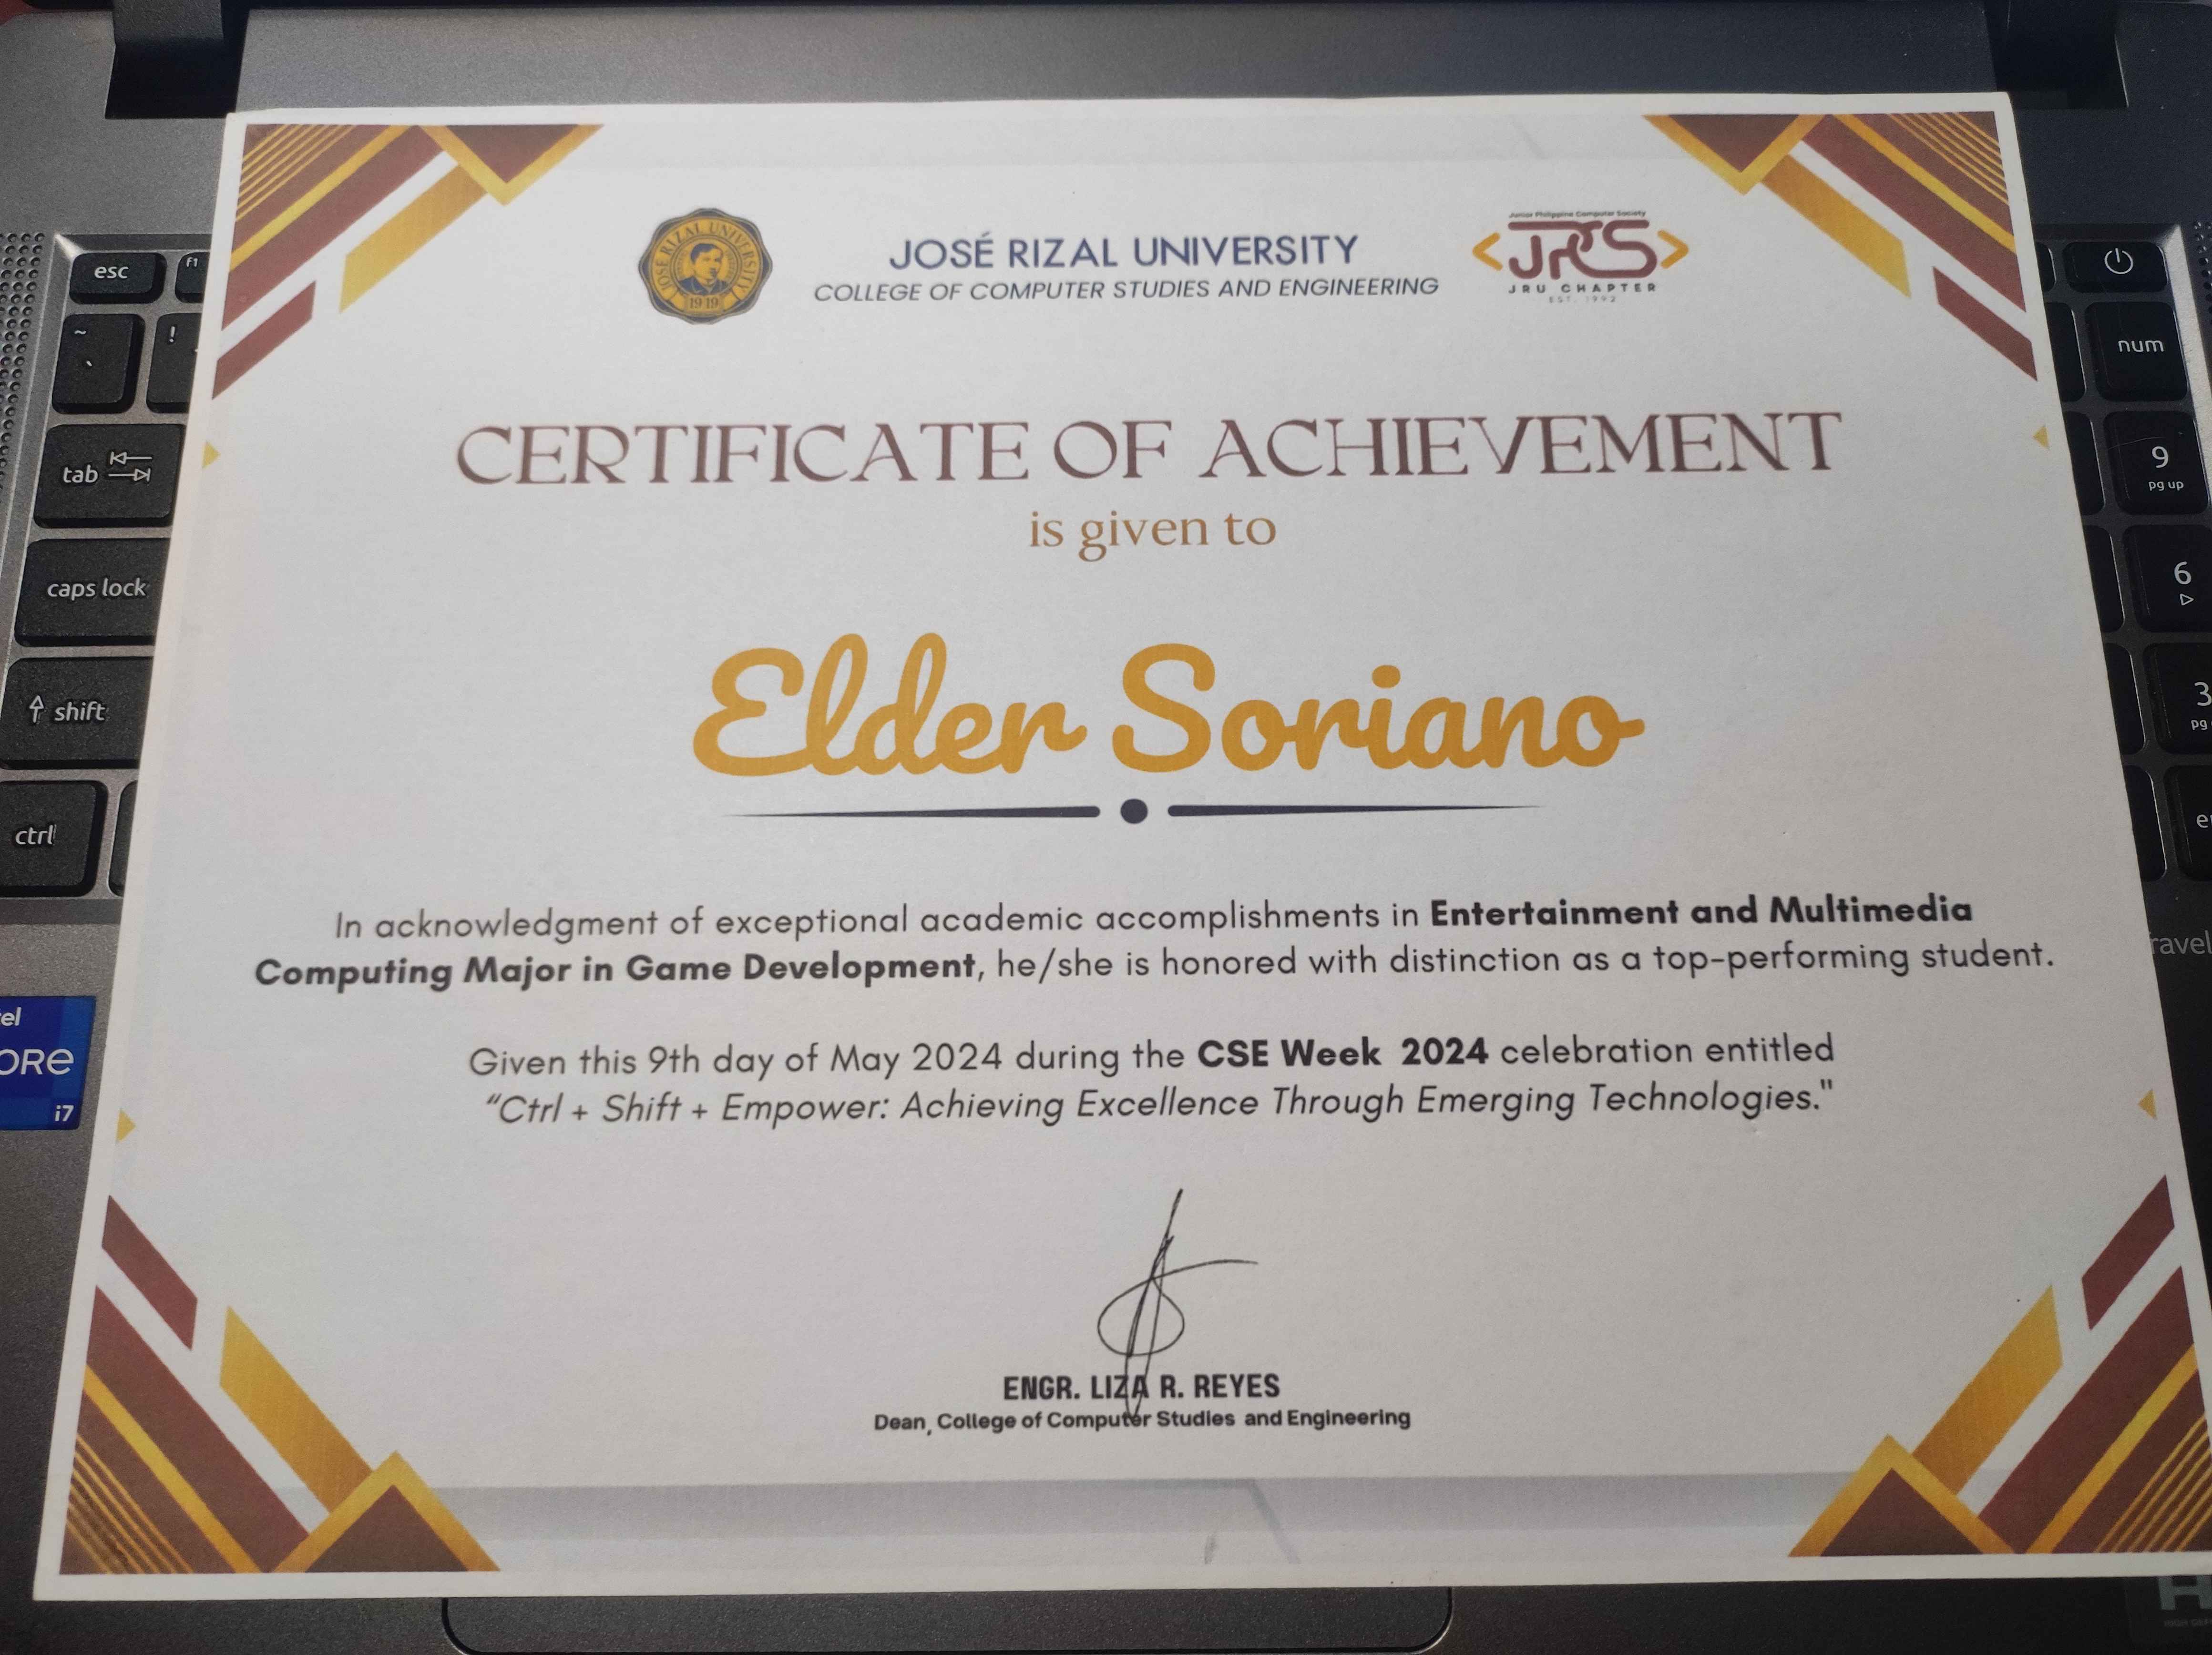 JOSÉ RIZAL UNIVERSITY
COLLEGE OF COMPUTER STUDIES AND ENGINEERING
JOSE RIZAL UNIVERSITY
1919
Junior Philippine Computer Society
<JPCS>
JRU CHAPTER
EST. 1992
CERTIFICATE OF ACHIEVEMENT
is given to
Elder Soriano
In acknowledgment of exceptional academic accomplishments in Entertainment and Multimedia
Computing Major in Game Development, he/she is honored with distinction as a top-performing student.
Given this 9th day of May 2024 during the CSE Week 2024 celebration entitled
“Ctrl + Shift + Empower: Achieving Excellence Through Emerging Technologies."
ENGR. LIZA R. REYES
Dean, College of Computer Studies and Engineering
esc
F1
~
`
!
tab
caps lock
shift
ctrl
i7
num
9
pg up
6
3
pg